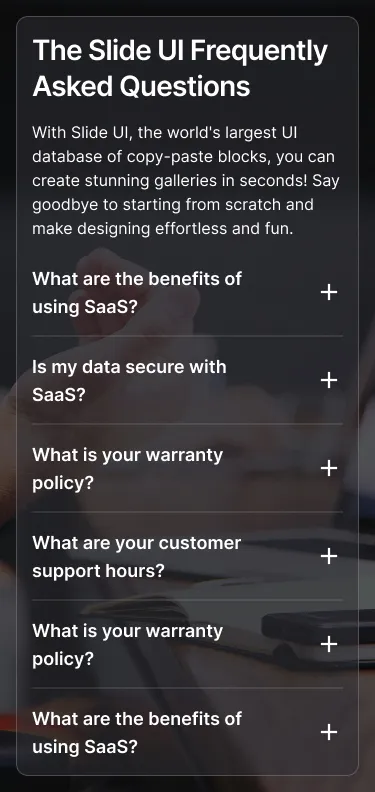 The Slide UI Frequently
Asked Questions
With Slide UI, the world's largest UI
database of copy-paste blocks, you can
create stunning galleries in seconds! Say
goodbye to starting from scratch and
make designing effortless and fun.
What are the benefits of
using SaaS?
Is my data secure with
SaaS?
What is your warranty
policy?
What are your customer
support hours?
What is your warranty
policy?
What are the benefits of
using SaaS?